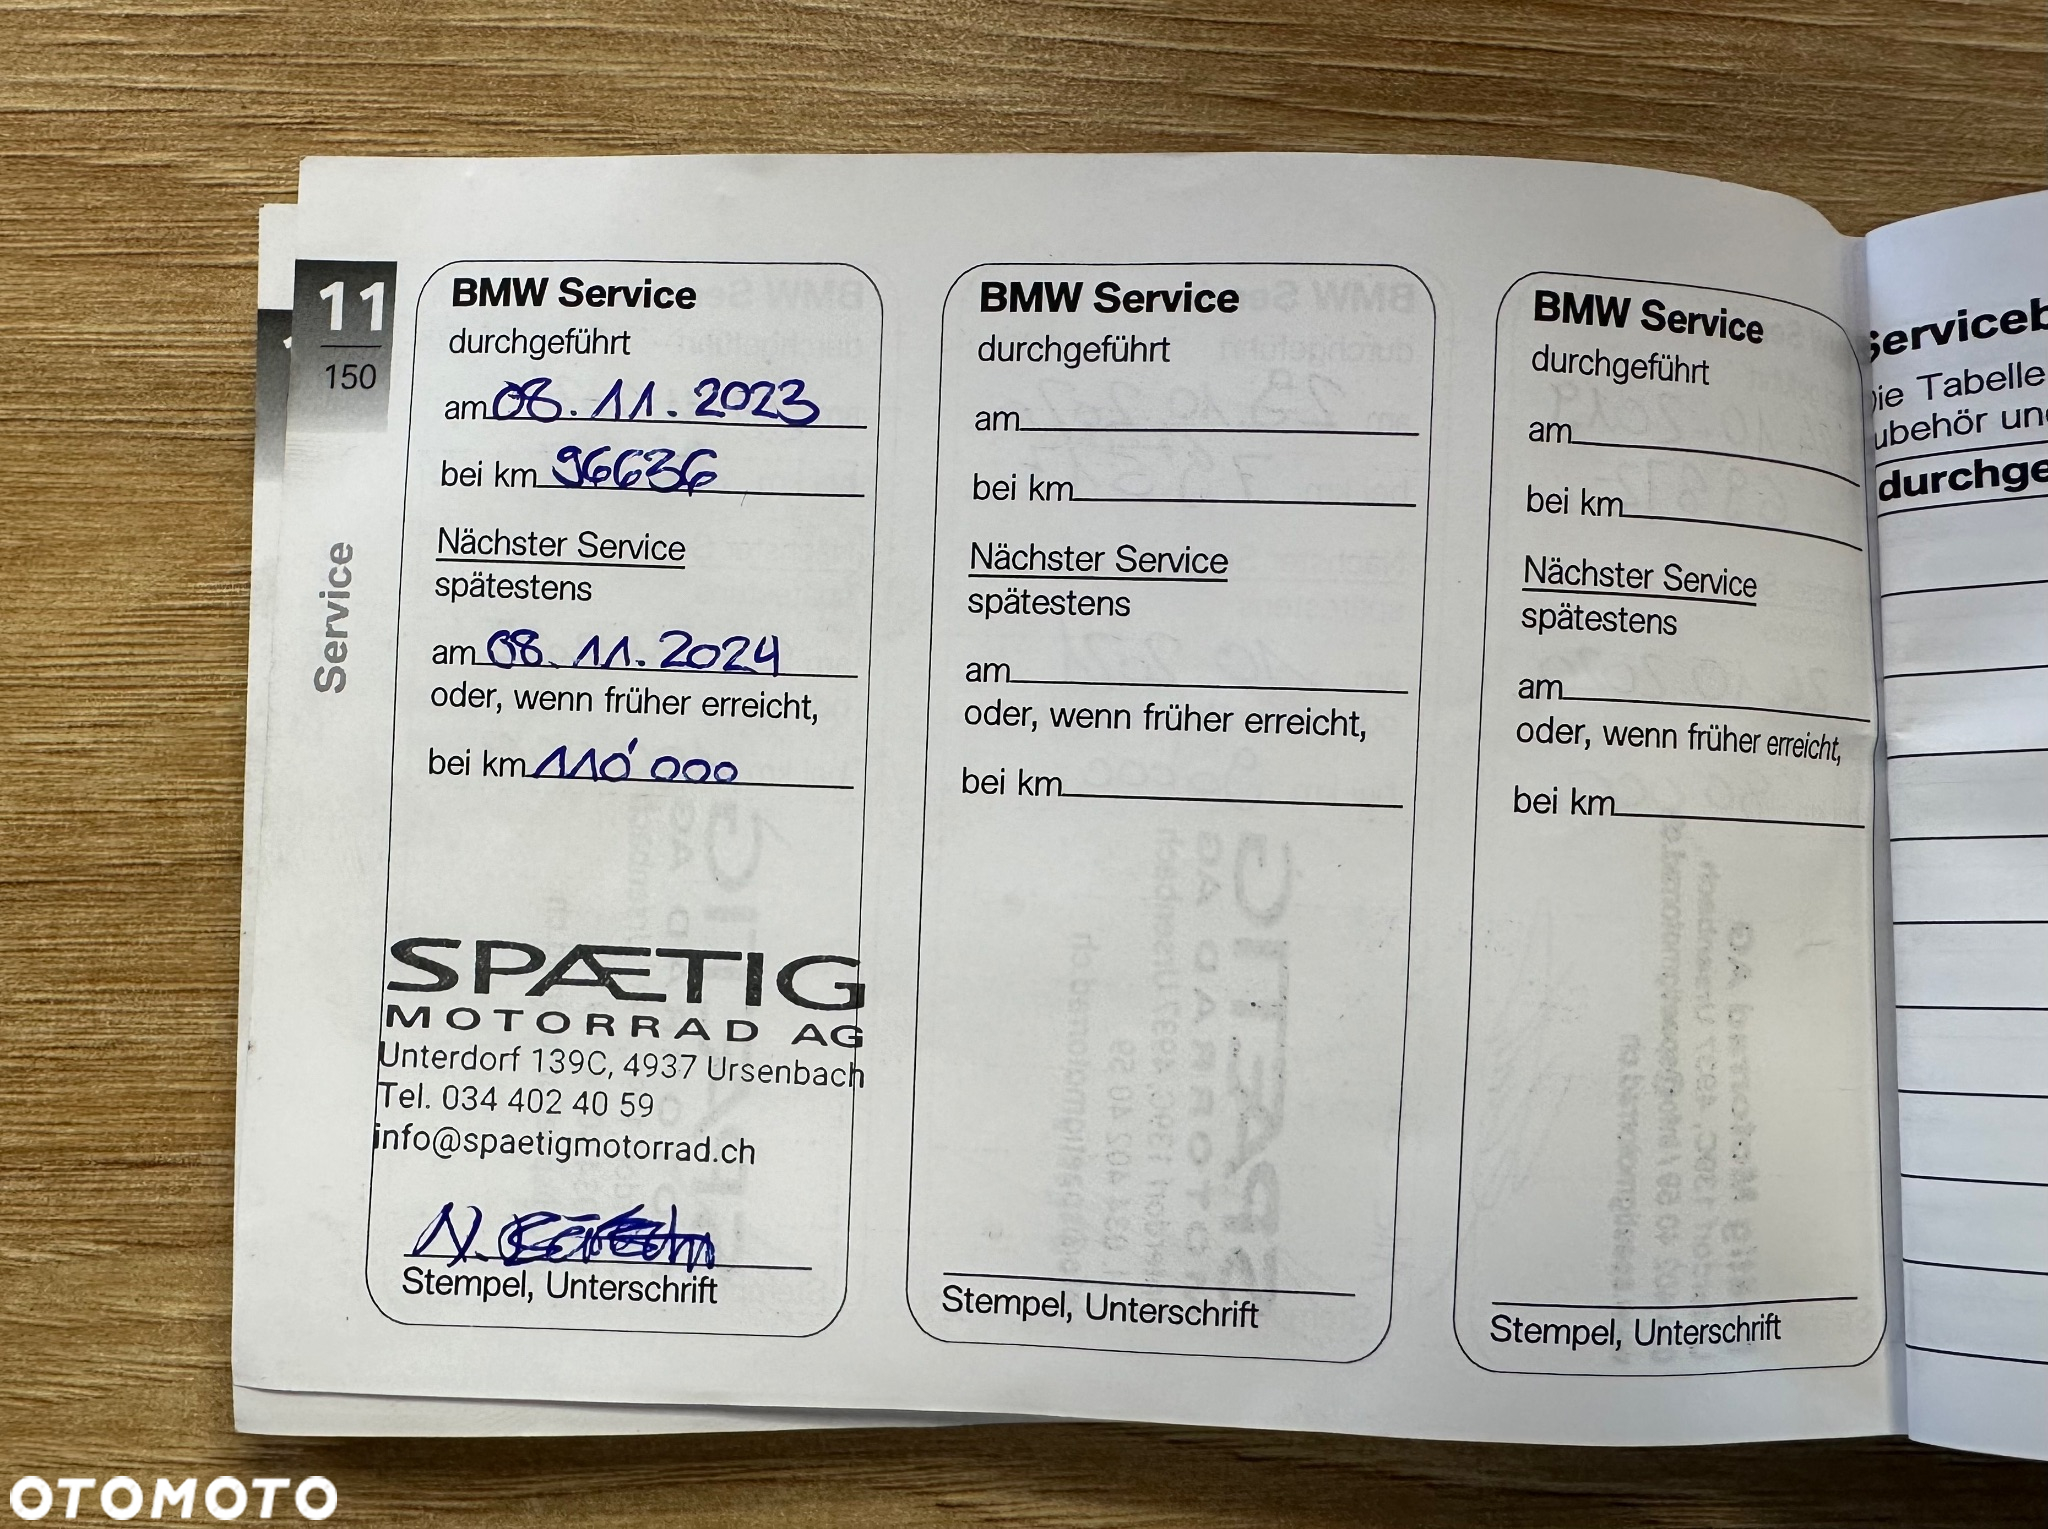 11
150
Service
BMW Service
durchgeführt
am 08.11.2023
bei km 96636
Nächster Service
spätestens
am 08.11.2024
oder, wenn früher erreicht,
bei km 110'000
SPÆTIG
MOTORRAD AG
Unterdorf 139C, 4937 Ursenbach
Tel. 034 402 40 59
info@spaetigmotorrad.ch
N.
Stempel, Unterschrift
BMW Service
durchgeführt
am
bei km
Nächster Service
spätestens
am
oder, wenn früher erreicht,
bei km
Stempel, Unterschrift
BMW Service
durchgeführt
am
bei km
Nächster Service
spätestens
am
oder, wenn früher erreicht,
bei km
Stempel, Unterschrift
Die Tabelle
OTOMOTO